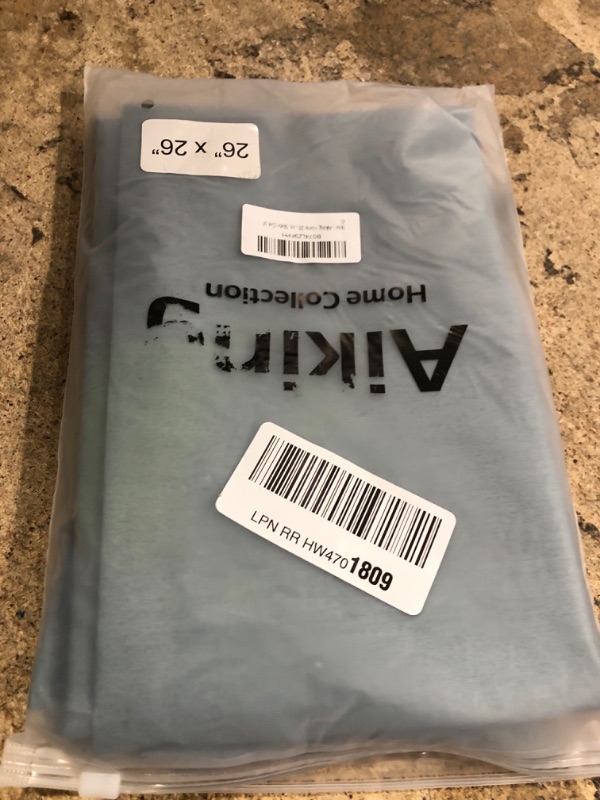 26" x 26"
Aiking
Home Collection
LPN RR HW4701809